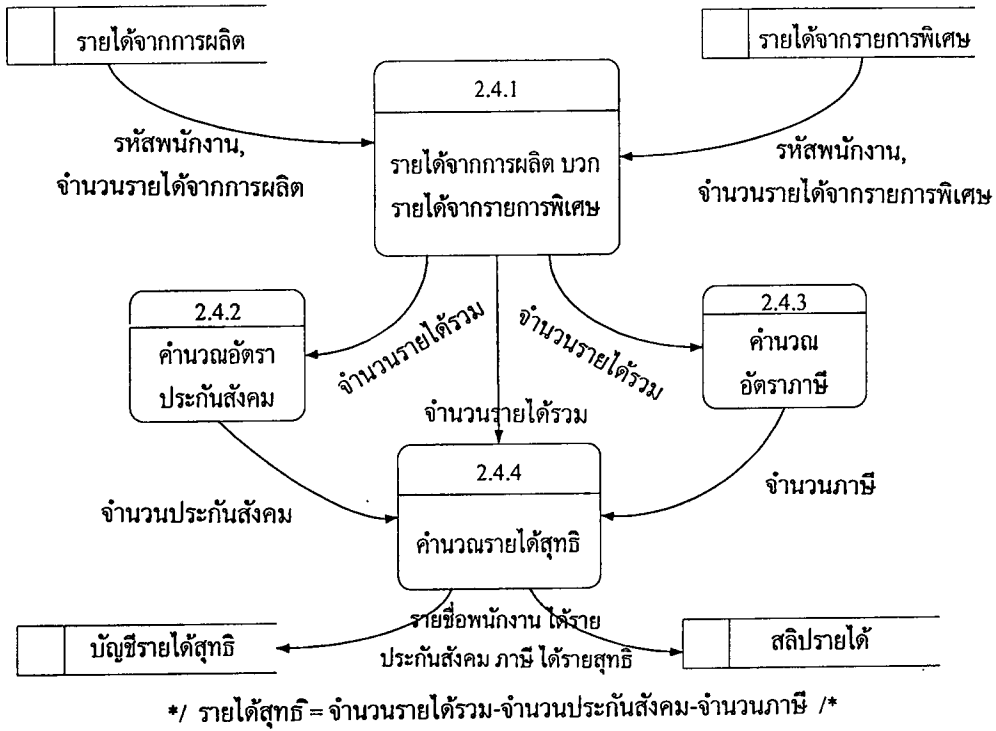 รายได้จากการผลิต
รายได้จากรายการพิเศษ
2.4.1
รายได้จากการผลิต บวก
รายได้จากรายการพิเศษ
รหัสพนักงาน,
จำนวนรายได้จากการผลิต
รหัสพนักงาน,
จำนวนรายได้จากรายการพิเศษ
2.4.2
คำนวณอัตรา
ประกันสังคม
จำนวนรายได้รวม
จำนวนรายได้รวม
จำนวนรายได้รวม
2.4.3
คำนวณ
อัตราภาษี
จำนวนประกันสังคม
2.4.4
คำนวณรายได้สุทธิ
จำนวนภาษี
บัญชีรายได้สุทธิ
รายชื่อพนักงาน ได้ราย
ประกันสังคม ภาษี ได้รายสุทธิ
สลิปรายได้
*/ รายได้สุทธิ = จำนวนรายได้รวม-จำนวนประกันสังคม-จำนวนภาษี /*